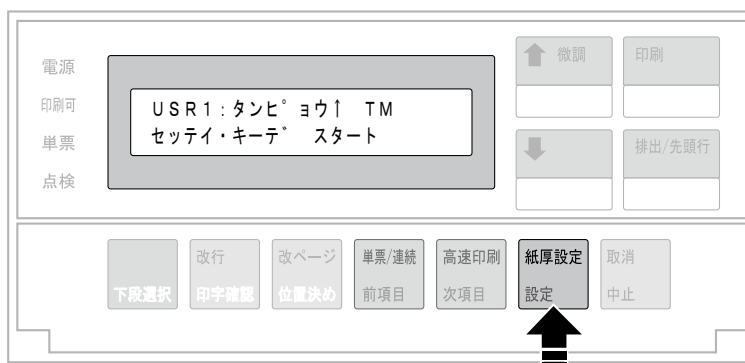 電源
印刷可
単票
点検
USR1:タンピョウ↑ TM
セッテイ・キーデ スタート
微調
印刷
排出/先頭行
下段選択
改行
印字確認
改ページ
位置決め
単票/連続
前項目
高速印刷
次項目
紙厚設定
設定
取消
中止